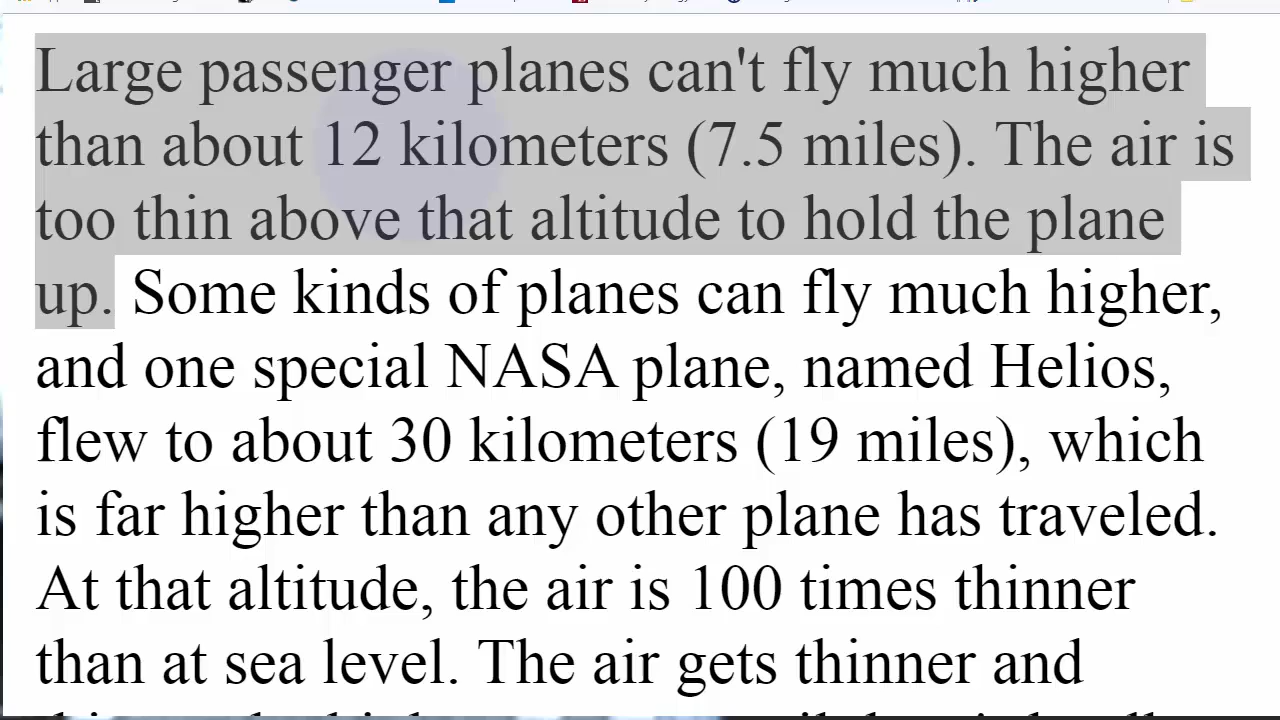 Large passenger planes can't fly much higher
than about 12 kilometers (7.5 miles). The air is
too thin above that altitude to hold the plane
up. Some kinds of planes can fly much higher,
and one special NASA plane, named Helios,
flew to about 30 kilometers (19 miles), which
is far higher than any other plane has traveled.
At that altitude, the air is 100 times thinner
than at sea level. The air gets thinner and